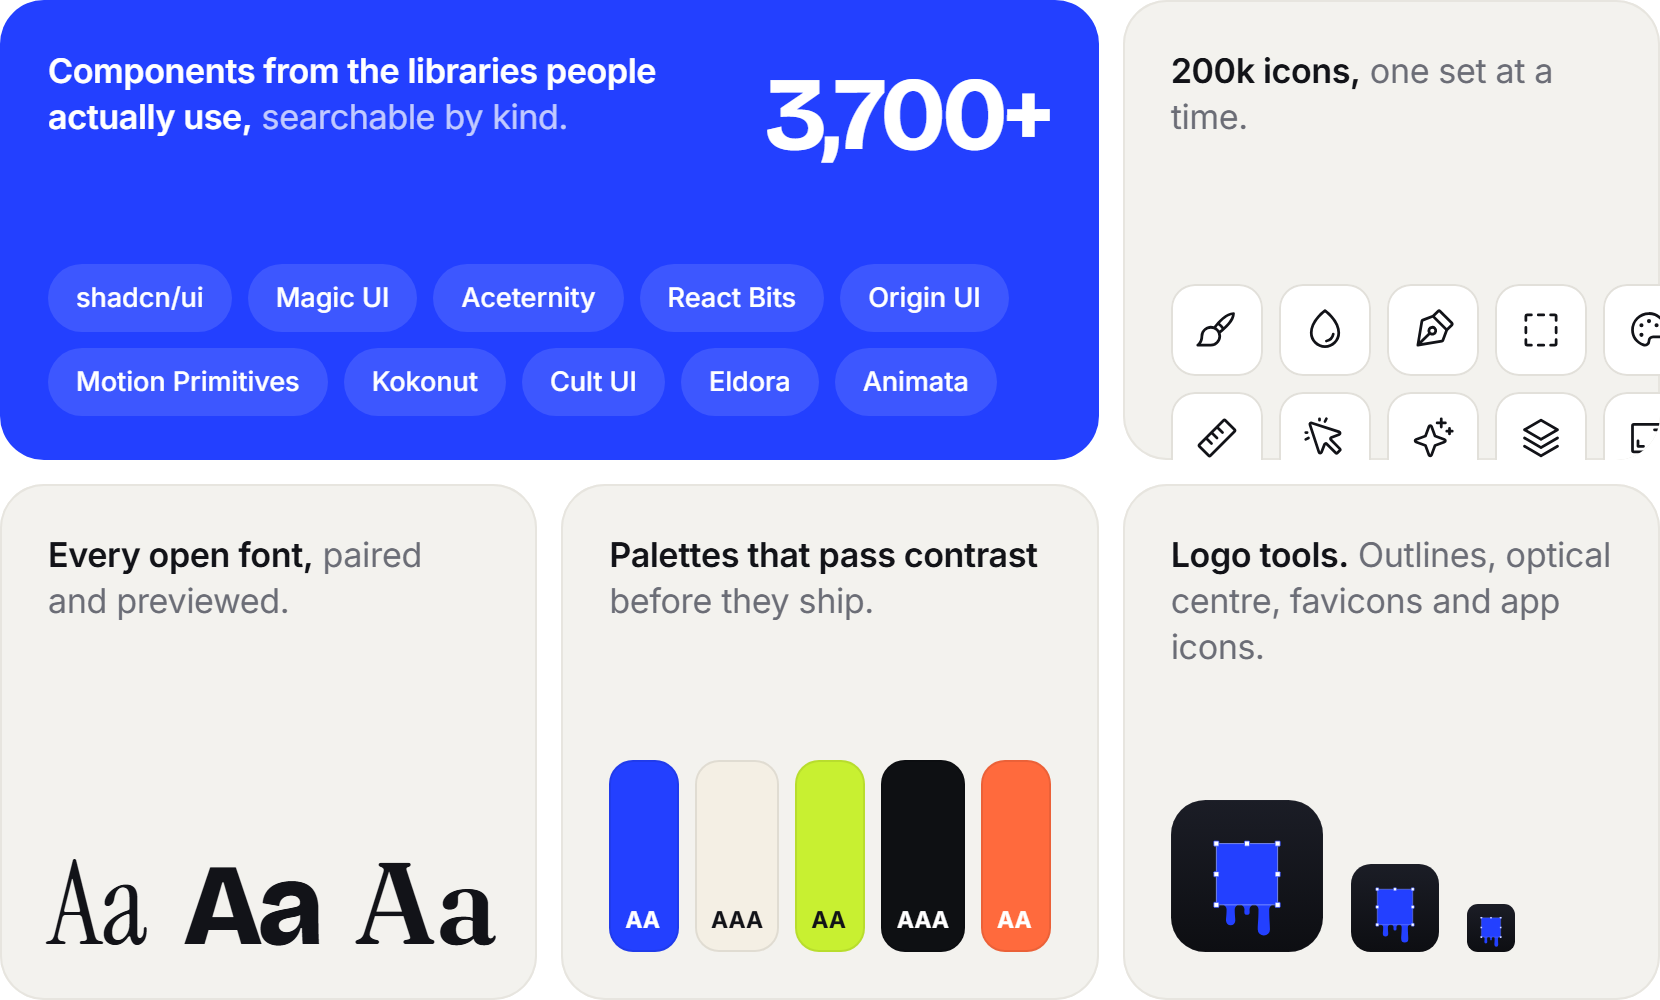 Components from the libraries people
actually use, searchable by kind.
3,700+
shadcn/ui
Magic UI
Aceternity
React Bits
Origin UI
Motion Primitives
Kokonut
Cult UI
Eldora
Animata
200k icons, one set at a
time.
Every open font, paired
and previewed.
Aa
Aa
Aa
Palettes that pass contrast
before they ship.
AA
AAA
AA
AAA
AA
Logo tools. Outlines, optical
centre, favicons and app
icons.